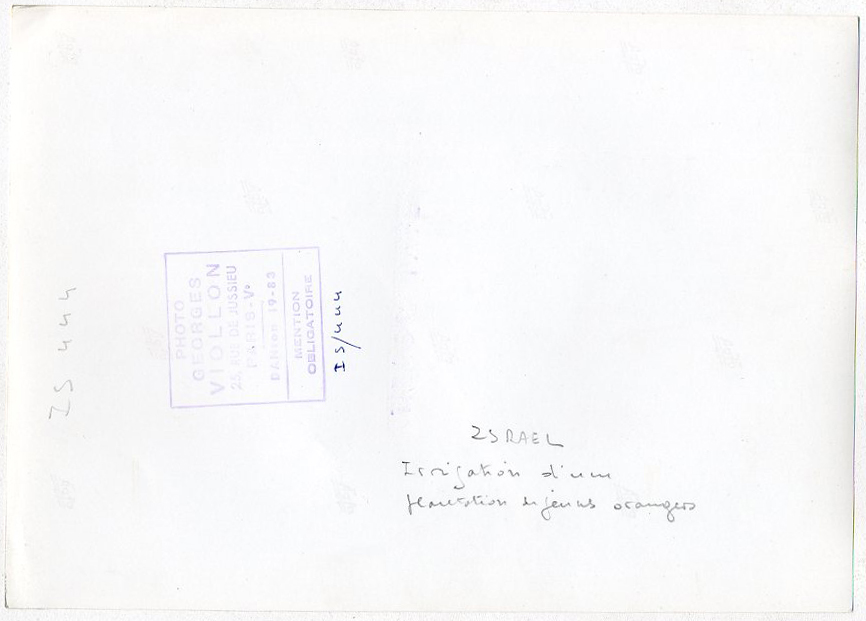 IS 444
PHOTO
GEORGES
VIOLLON
25, RUE DE JUSSIEU
PARIS-Vº
DANton 19-83
MENTION
OBLIGATOIRE
IS/444
ISRAEL
Irrigation d'une
plantation de jeunes orangers